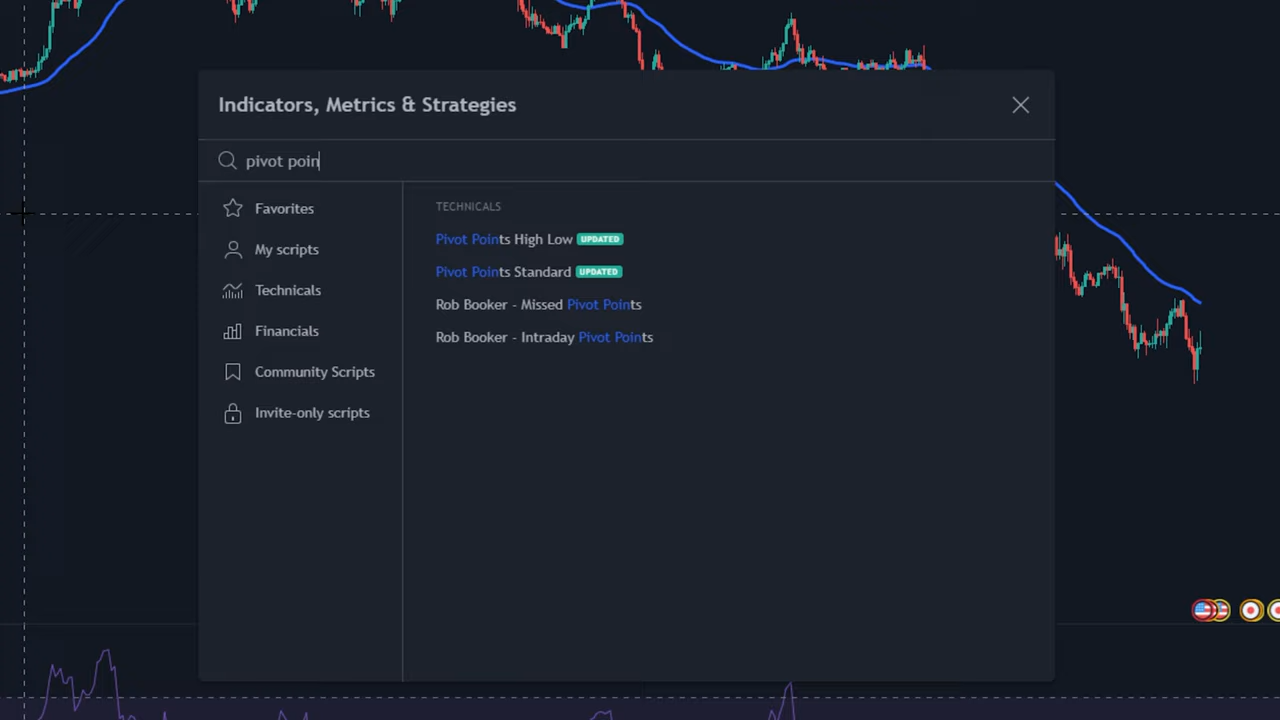 Indicators, Metrics & Strategies
pivot poin
Favorites
My scripts
Technicals
Financials
Community Scripts
Invite-only scripts
TECHNICALS
Pivot Points High Low UPDATED
Pivot Points Standard UPDATED
Rob Booker - Missed Pivot Points
Rob Booker - Intraday Pivot Points